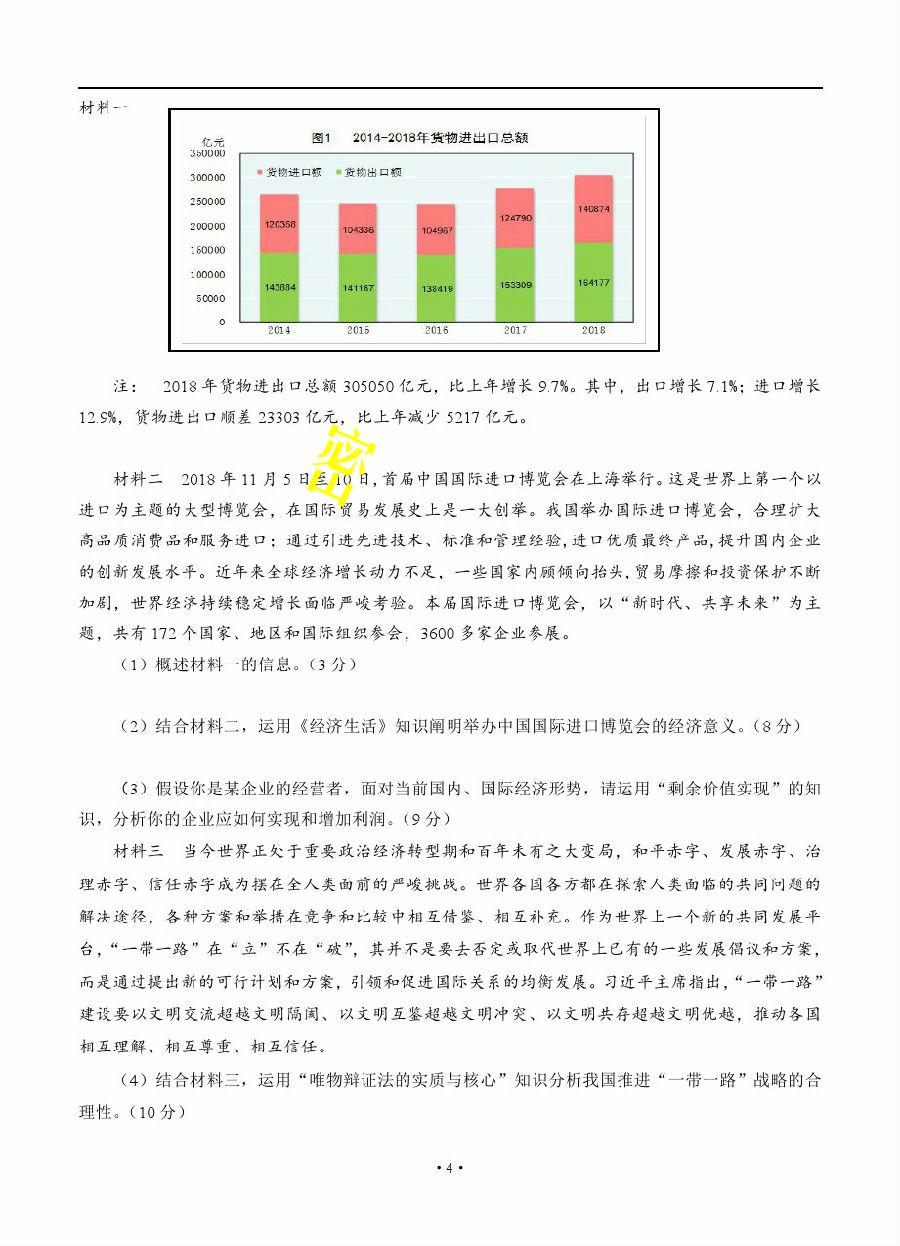 材料一
图1 2014-2018年货物进出口总额
亿元
350000
货物进口额 货物出口额
300000
250000
200000
150000
100000
50000
0
120358 104336 104967 124790 140874
143884 141167 138419 153309 164177
2014 2015 2016 2017 2018
注： 2018 年货物进出口总额 305050 亿元，比上年增长 9.7%。其中，出口增长 7.1%；进口增长
12.9%，货物进出口顺差 23303 亿元，比上年减少 5217 亿元。
密
材料二 2018 年 11 月 5 日至 10 日，首届中国国际进口博览会在上海举行。这是世界上第一个以
进口为主题的大型博览会，在国际贸易发展史上是一大创举。我国举办国际进口博览会，合理扩大
高品质消费品和服务进口；通过引进先进技术、标准和管理经验，进口优质最终产品，提升国内企业
的创新发展水平。近年来全球经济增长动力不足，一些国家内顾倾向抬头，贸易摩擦和投资保护不断
加剧，世界经济持续稳定增长面临严峻考验。本届国际进口博览会，以“新时代、共享未来”为主
题，共有 172 个国家、地区和国际组织参会，3600 多家企业参展。
（1）概述材料一的信息。（3 分）
（2）结合材料二，运用《经济生活》知识阐明举办中国国际进口博览会的经济意义。（8 分）
（3）假设你是某企业的经营者，面对当前国内、国际经济形势，请运用“剩余价值实现”的知
识，分析你的企业应如何实现和增加利润。（9 分）
材料三 当今世界正处于重要政治经济转型期和百年未有之大变局，和平赤字、发展赤字、治
理赤字、信任赤字成为摆在全人类面前的严峻挑战。世界各国各方都在探索人类面临的共同问题的
解决途径，各种方案和举措在竞争和比较中相互借鉴、相互补充。作为世界上一个新的共同发展平
台，“一带一路”在“立”不在“破”，其并不是要去否定或取代世界上已有的一些发展倡议和方案，
而是通过提出新的可行计划和方案，引领和促进国际关系的均衡发展。习近平主席指出，“一带一路”
建设要以文明交流超越文明隔阂、以文明互鉴超越文明冲突、以文明共存超越文明优越，推动各国
相互理解、相互尊重、相互信任。
（4）结合材料三，运用“唯物辩证法的实质与核心”知识分析我国推进“一带一路”战略的合
理性。（10 分）
·4·